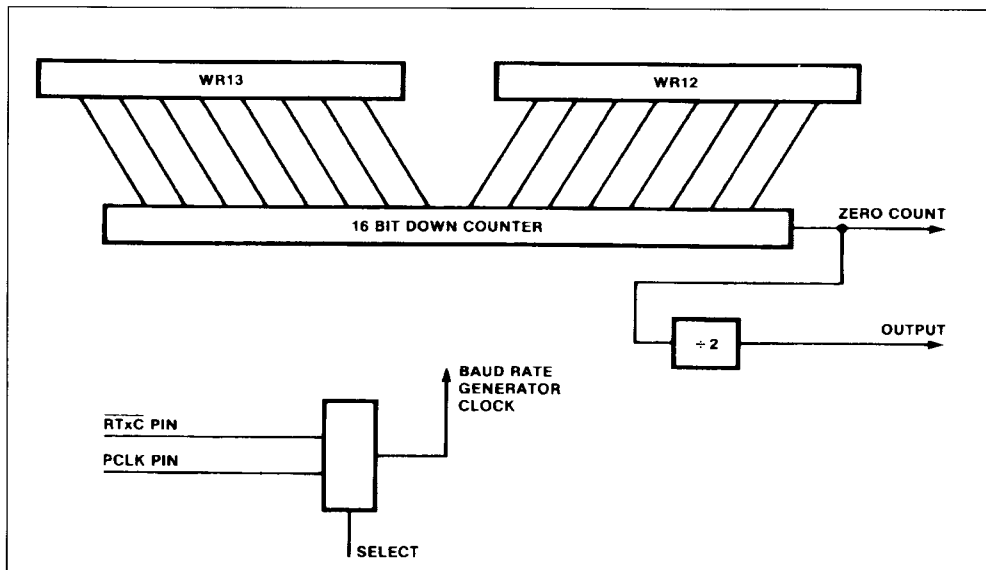 WR13
WR12
16 BIT DOWN COUNTER
ZERO COUNT
÷ 2
OUTPUT
BAUD RATE
GENERATOR
CLOCK
RTxC PIN
PCLK PIN
SELECT